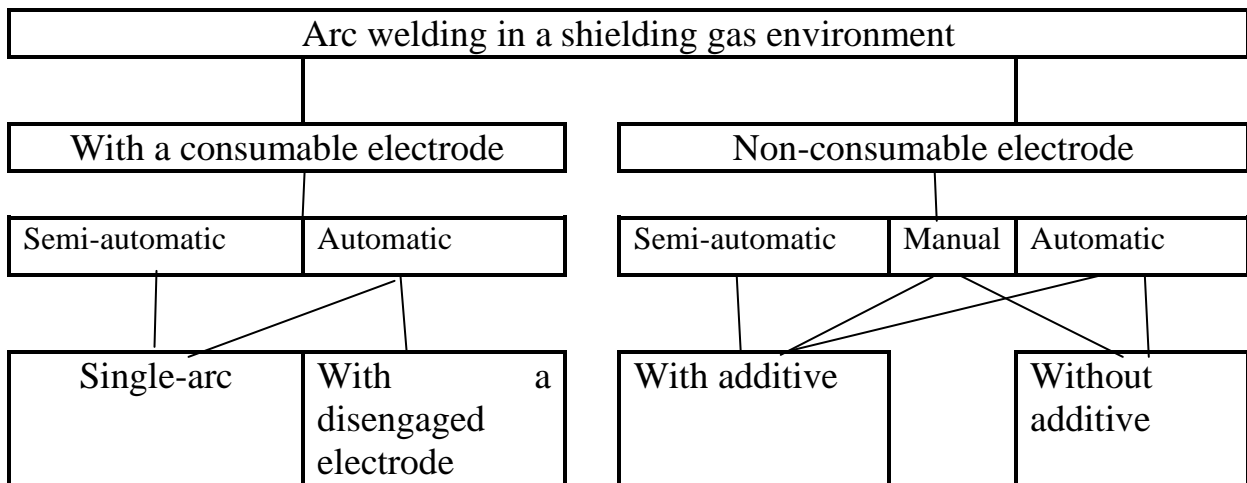 Arc welding in a shielding gas environment
With a consumable electrode
Non-consumable electrode
Semi-automatic
Automatic
Semi-automatic
Manual
Automatic
Single-arc
With a
disengaged
electrode
With additive
Without
additive